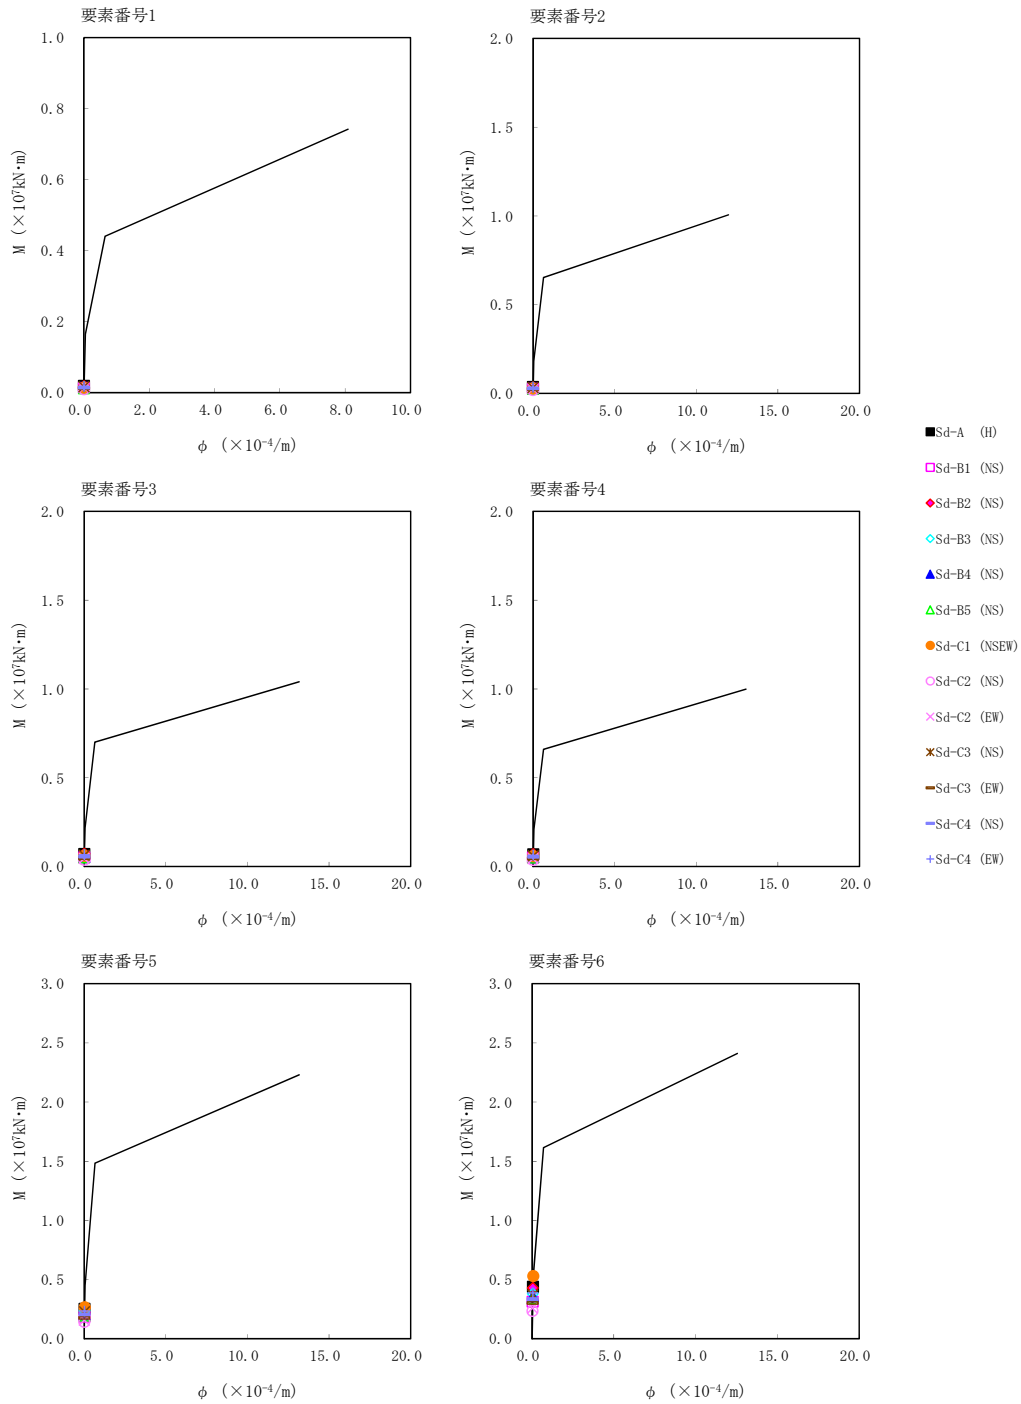 要素番号1
1.0
0.8
0.6
0.4
0.2
0.0
M (×10⁷kN・m)
0.0 2.0 4.0 6.0 8.0 10.0
φ (×10⁻⁴/m)
要素番号2
2.0
1.5
1.0
0.5
0.0
M (×10⁷kN・m)
0.0 5.0 10.0 15.0 20.0
φ (×10⁻⁴/m)
要素番号3
2.0
1.5
1.0
0.5
0.0
M (×10⁷kN・m)
0.0 5.0 10.0 15.0 20.0
φ (×10⁻⁴/m)
要素番号4
2.0
1.5
1.0
0.5
0.0
M (×10⁷kN・m)
0.0 5.0 10.0 15.0 20.0
φ (×10⁻⁴/m)
要素番号5
3.0
2.5
2.0
1.5
1.0
0.5
0.0
M (×10⁷kN・m)
0.0 5.0 10.0 15.0 20.0
φ (×10⁻⁴/m)
要素番号6
3.0
2.5
2.0
1.5
1.0
0.5
0.0
M (×10⁷kN・m)
0.0 5.0 10.0 15.0 20.0
φ (×10⁻⁴/m)
Sd-A (H)
Sd-B1 (NS)
Sd-B2 (NS)
Sd-B3 (NS)
Sd-B4 (NS)
Sd-B5 (NS)
Sd-C1 (NSEW)
Sd-C2 (NS)
Sd-C2 (EW)
Sd-C3 (NS)
Sd-C3 (EW)
Sd-C4 (NS)
Sd-C4 (EW)